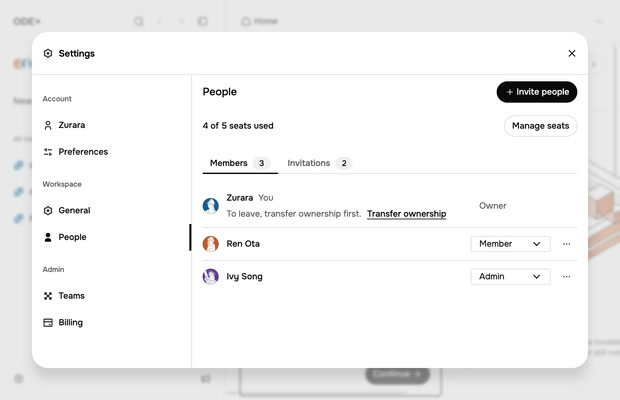 ODE+
Home
Settings
Account
Zurara
Preferences
Workspace
General
People
Admin
Teams
Billing
People
+ Invite people
4 of 5 seats used
Manage seats
Members 3
Invitations 2
Zurara You
To leave, transfer ownership first. Transfer ownership
Owner
Ren Ota
Member
Ivy Song
Admin
Continue →